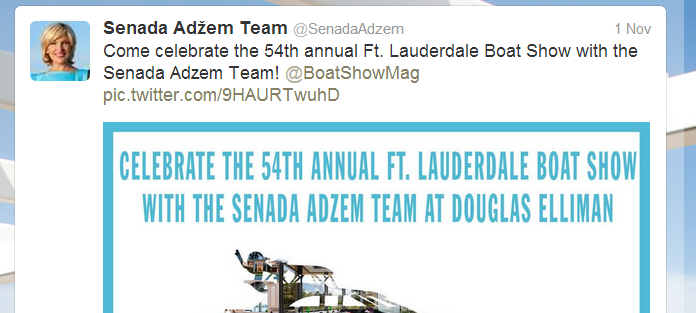 Senada Adžem Team @SenadaAdzem 1 Nov
Come celebrate the 54th annual Ft. Lauderdale Boat Show with the
Senada Adzem Team! @BoatShowMag
pic.twitter.com/9HAURTwuhD
CELEBRATE THE 54TH ANNUAL FT. LAUDERDALE BOAT SHOW
WITH THE SENADA ADZEM TEAM AT DOUGLAS ELLIMAN